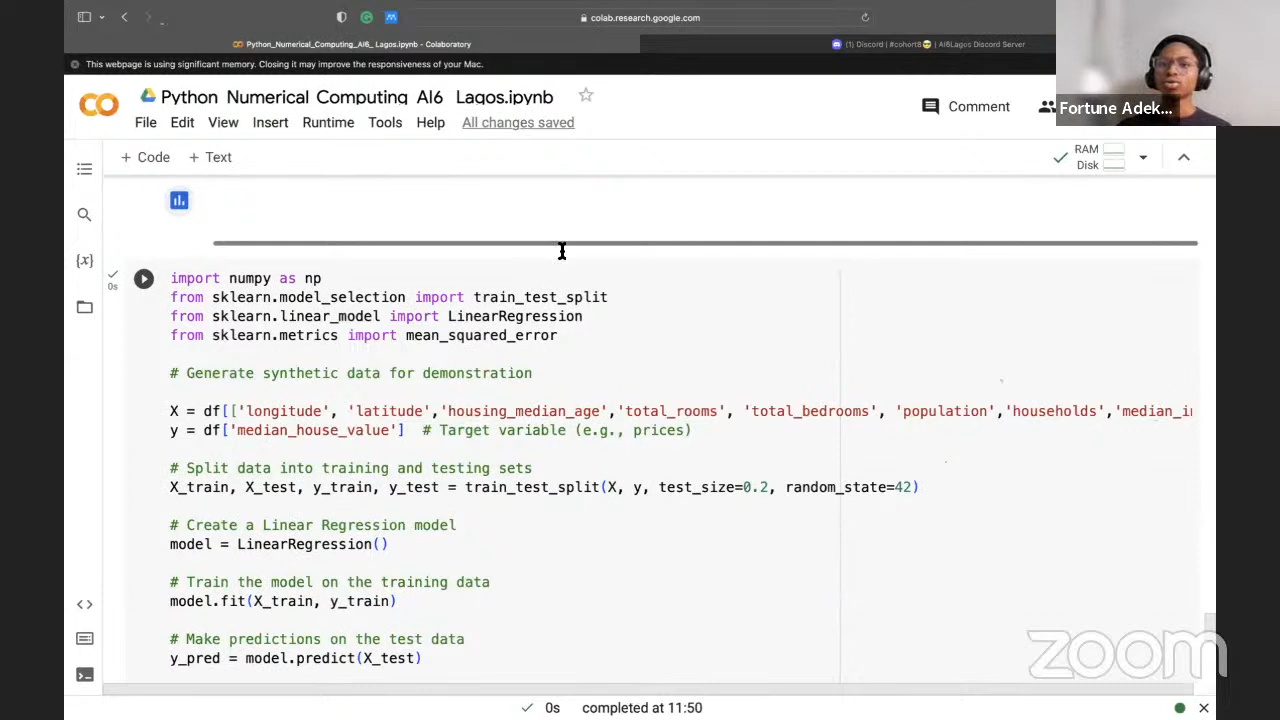 colab.research.google.com
Python_Numerical_Computing_AI6_ Lagos.ipynb - Colaboratory
(1) Discord | #cohort8😎 | AI6Lagos Discord Server
This webpage is using significant memory. Closing it may improve the responsiveness of your Mac.
Python_Numerical_Computing_AI6_ Lagos.ipynb
Comment
Fortune Adek...
File Edit View Insert Runtime Tools Help All changes saved
+ Code + Text
RAM
Disk
{x}
0s
import numpy as np
from sklearn.model_selection import train_test_split
from sklearn.linear_model import LinearRegression
from sklearn.metrics import mean_squared_error
# Generate synthetic data for demonstration
X = df[['longitude', 'latitude','housing_median_age','total_rooms', 'total_bedrooms', 'population','households','median_in
y = df['median_house_value'] # Target variable (e.g., prices)
# Split data into training and testing sets
X_train, X_test, y_train, y_test = train_test_split(X, y, test_size=0.2, random_state=42)
# Create a Linear Regression model
model = LinearRegression()
# Train the model on the training data
model.fit(X_train, y_train)
# Make predictions on the test data
y_pred = model.predict(X_test)
zoom
0s completed at 11:50